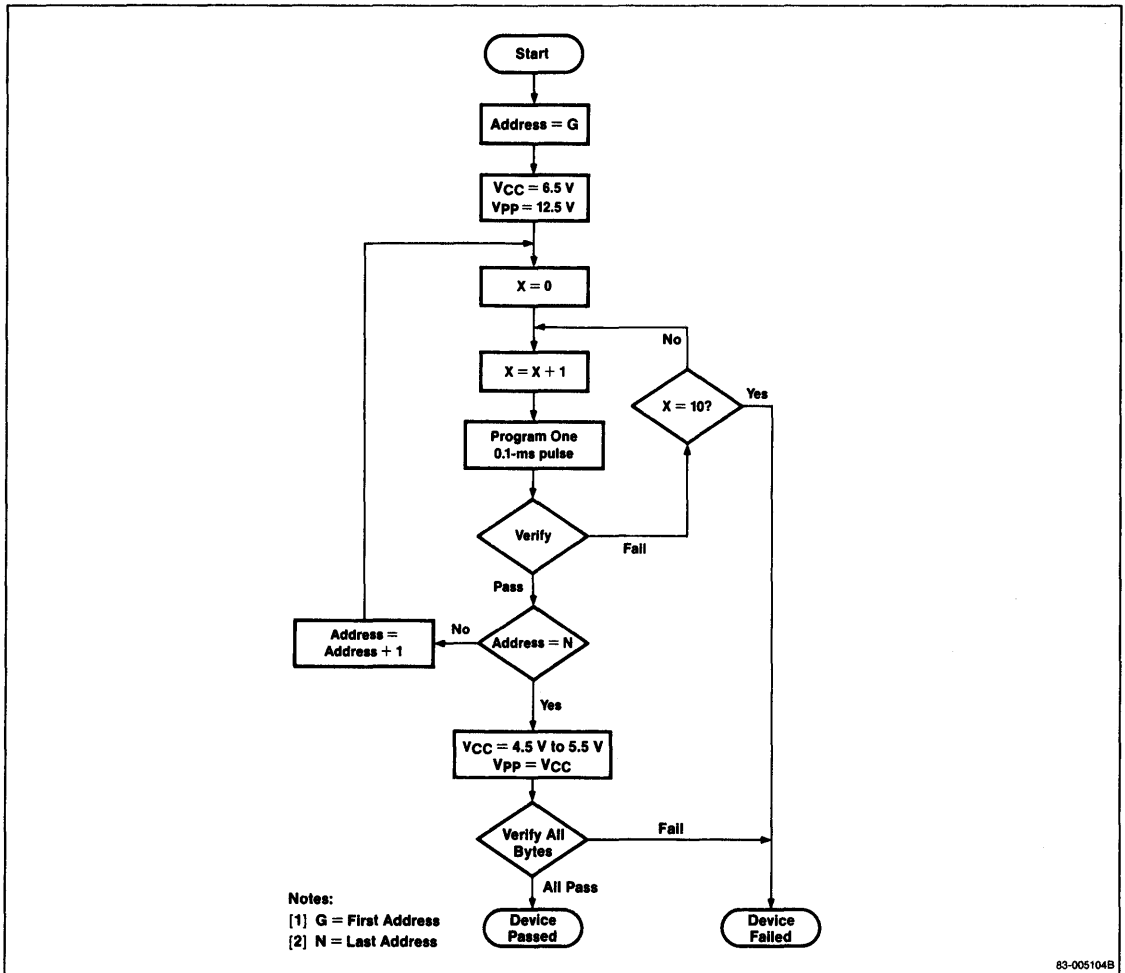 Start
Address = G
VCC = 6.5 V
VPP = 12.5 V
X = 0
No
X = X + 1
X = 10?
Yes
Program One
0.1-ms pulse
Verify
Fail
Pass
Address =
Address + 1
No
Address = N
Yes
VCC = 4.5 V to 5.5 V
VPP = VCC
Verify All
Bytes
Fail
All Pass
Notes:
[1] G = First Address
[2] N = Last Address
Device
Passed
Device
Failed
83-005104B